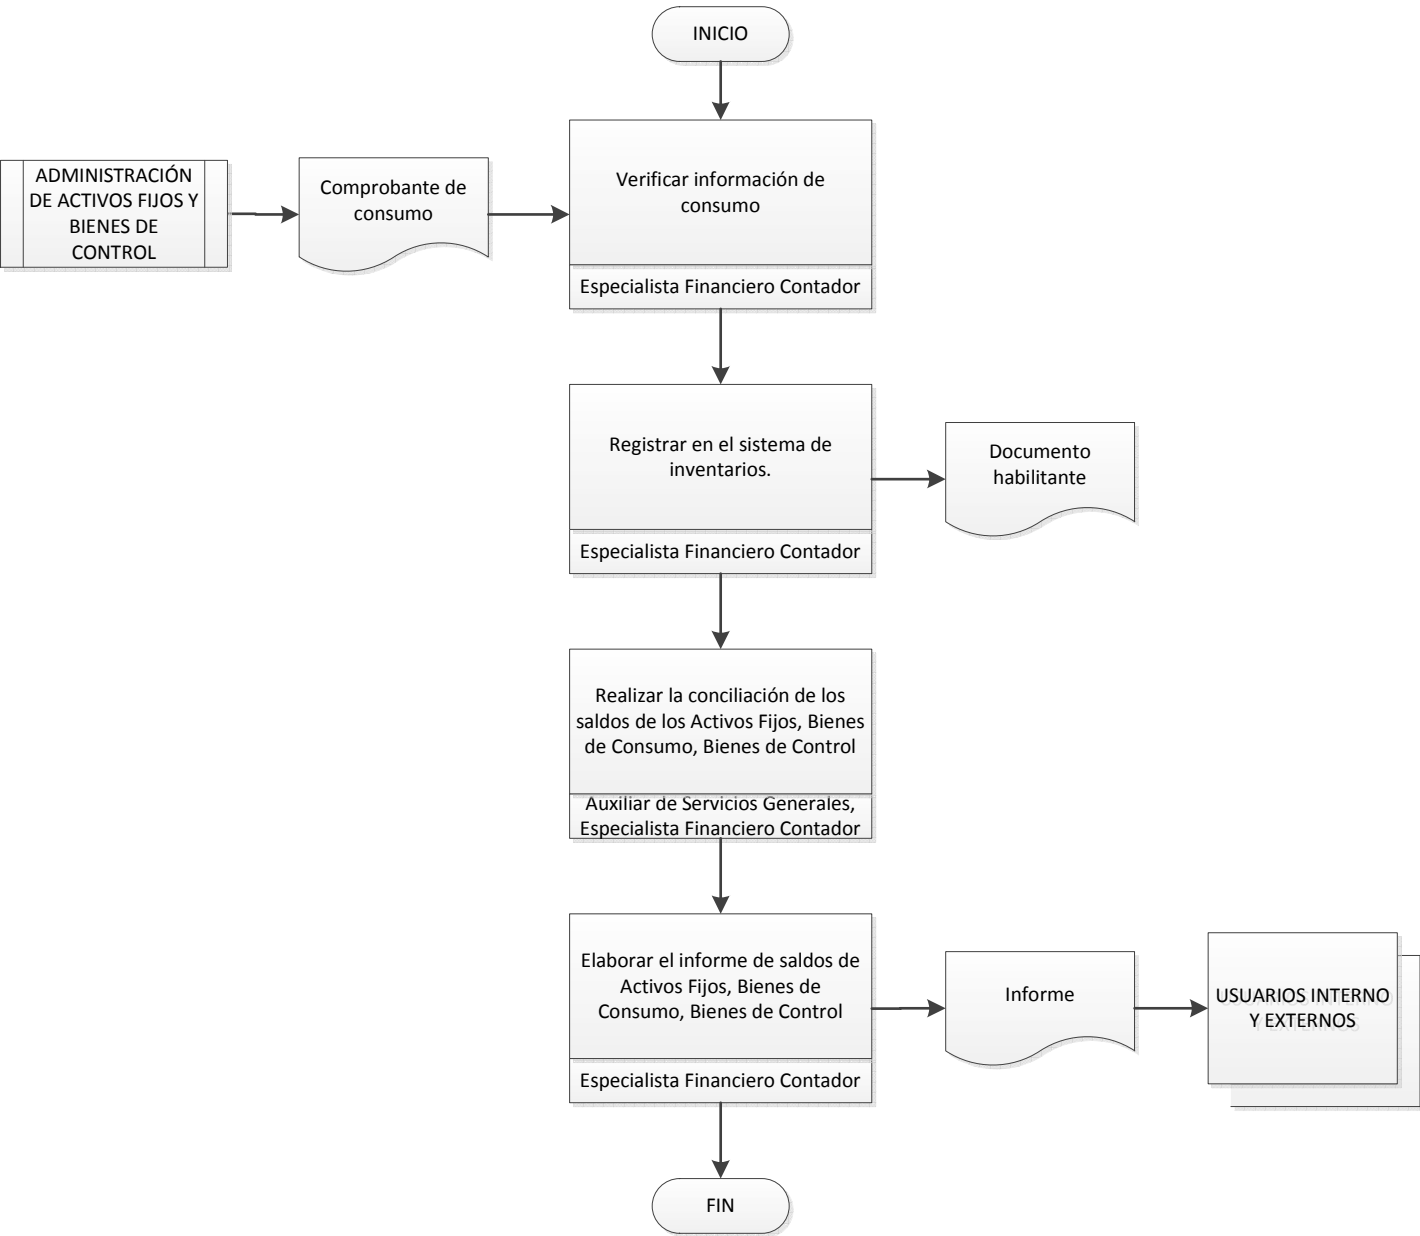 INICIO
ADMINISTRACIÓN
DE ACTIVOS FIJOS Y
BIENES DE
CONTROL
Comprobante de
consumo
Verificar información de
consumo
Especialista Financiero Contador
Registrar en el sistema de
inventarios.
Especialista Financiero Contador
Documento
habilitante
Realizar la conciliación de los
saldos de los Activos Fijos, Bienes
de Consumo, Bienes de Control
Auxiliar de Servicios Generales,
Especialista Financiero Contador
Elaborar el informe de saldos de
Activos Fijos, Bienes de
Consumo, Bienes de Control
Especialista Financiero Contador
Informe
USUARIOS INTERNO
Y EXTERNOS
FIN